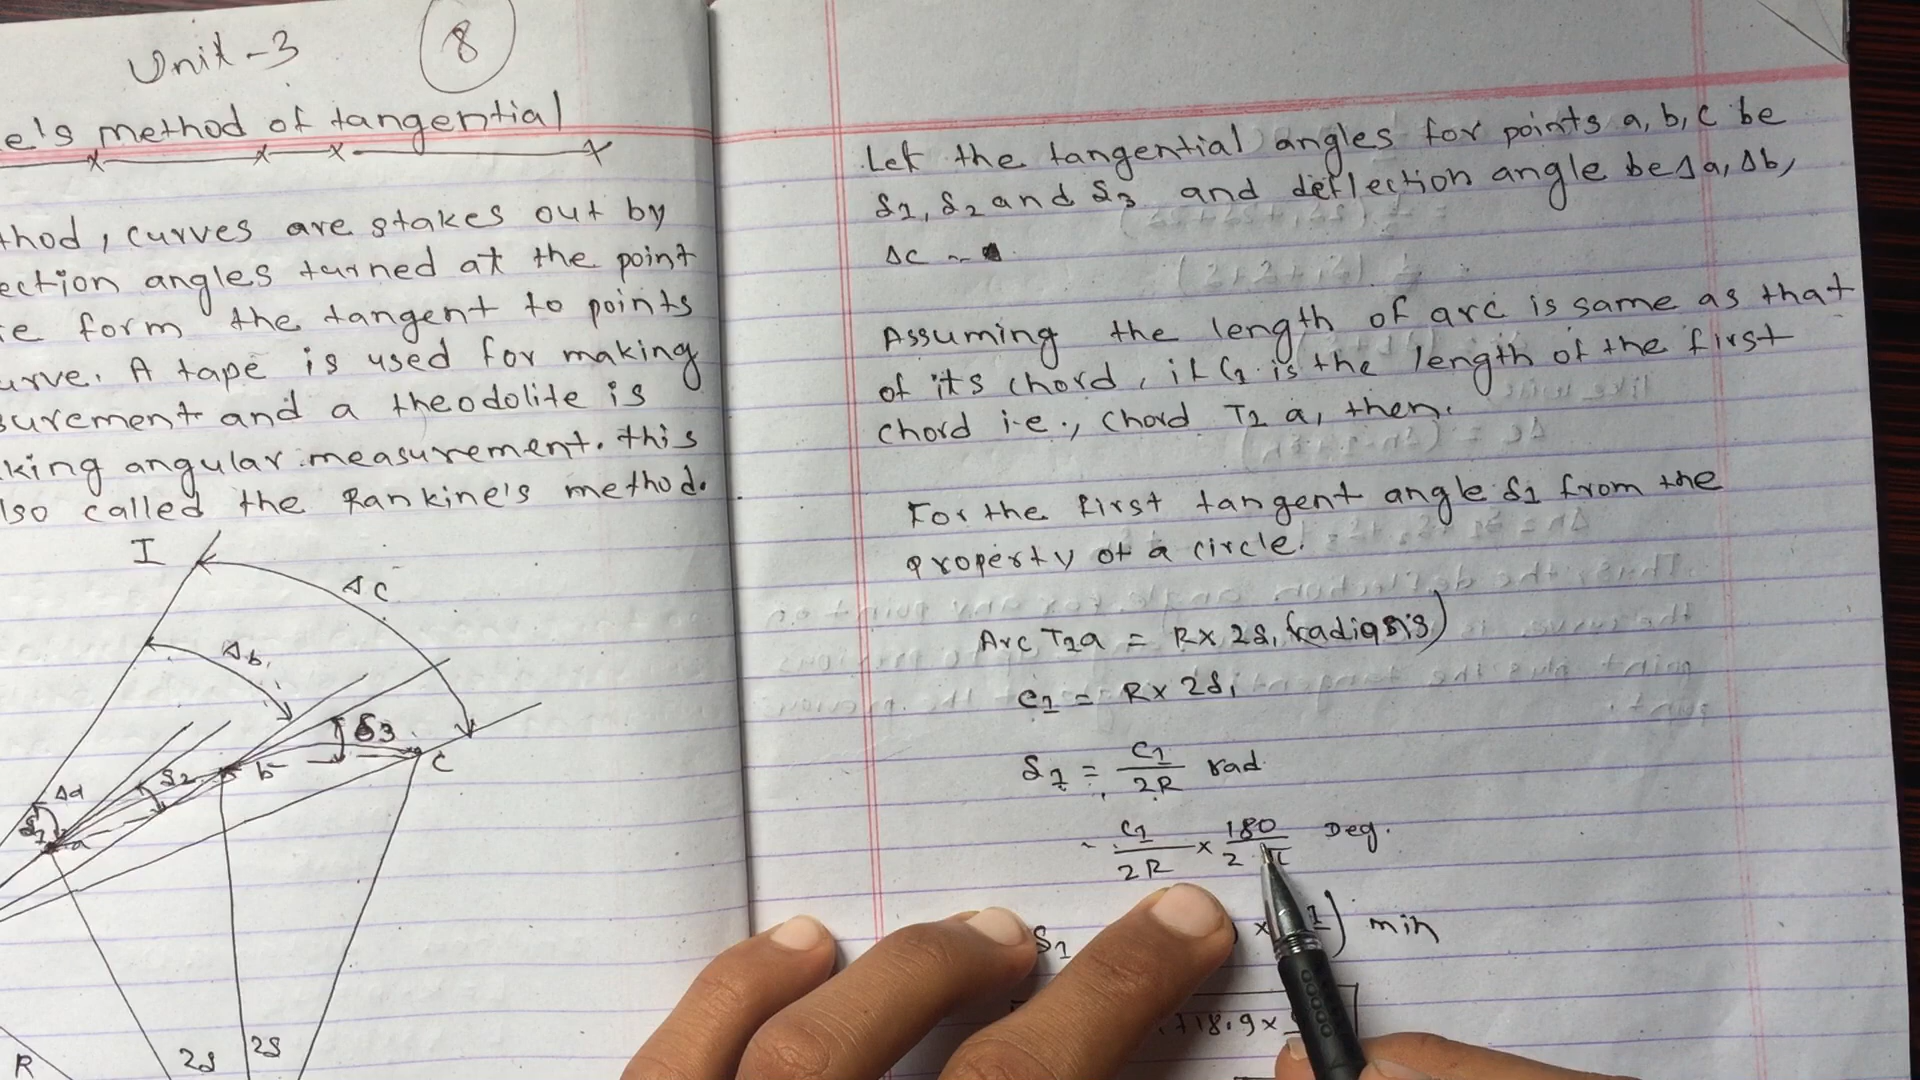 Unit-3
8
e's method of tangential
thod, curves are stakes out by
ection angles turned at the point
form the tangent to points
urve. A tape is used for making
surement and a theodolite is
king angular measurement. this
lso called the Rankine's method.
I
Δc
Δb
δ3
δ2
b
c
Δa
δ1
a
R
2δ
2δ
Let the tangential angles for points a, b, c be
δ1, δ2 and δ3 and deflection angle be Δa, Δb,
Δc
Assuming the length of arc is same as that
of its chord, if C1 is the length of the first
chord i.e., chord T1 a, then.
For the first tangent angle δ1 from the
property of a circle.
Arc T1a = R x 2δ1 (radians)
C1 = R x 2δ1
δ1 = C1/2R rad
C1/2R x 180/2 π Deg.
δ1 ) x 1) min
718.9 x